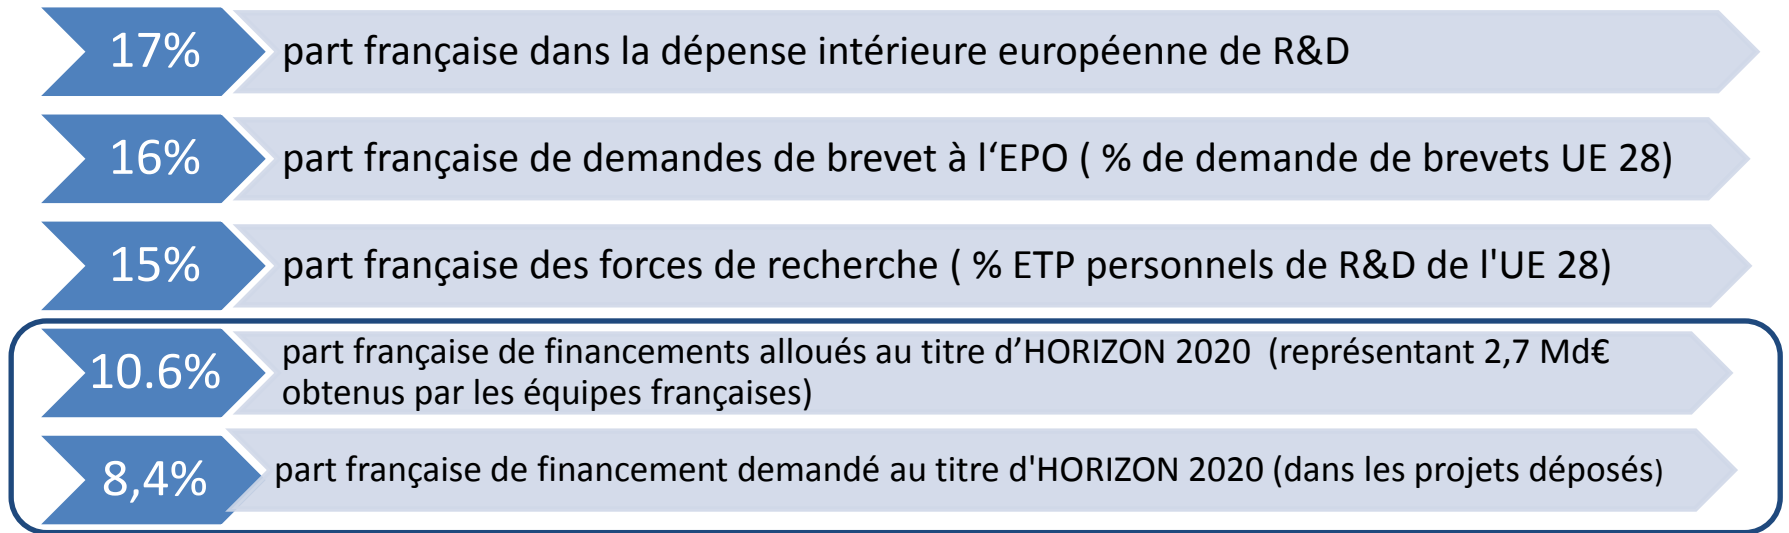 17%
part française dans la dépense intérieure européenne de R&D
16%
part française de demandes de brevet à l‘EPO ( % de demande de brevets UE 28)
15%
part française des forces de recherche ( % ETP personnels de R&D de l'UE 28)
10.6%
part française de financements alloués au titre d’HORIZON 2020 (représentant 2,7 Md€
obtenus par les équipes françaises)
8,4%
part française de financement demandé au titre d'HORIZON 2020 (dans les projets déposés)